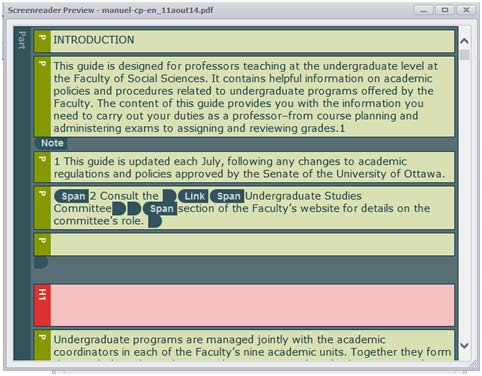 Screenreader Preview - manuel-cp-en_11aout14.pdf
Part
P
INTRODUCTION
P
This guide is designed for professors teaching at the undergraduate level at
the Faculty of Social Sciences. It contains helpful information on academic
policies and procedures related to undergraduate programs offered by the
Faculty. The content of this guide provides you with the information you
need to carry out your duties as a professor–from course planning and
administering exams to assigning and reviewing grades.1
Note
P
1 This guide is updated each July, following any changes to academic
regulations and policies approved by the Senate of the University of Ottawa.
P
Span 2 Consult the Link Span Undergraduate Studies
Committee Span section of the Faculty's website for details on the
committee's role.
P
H1
P
Undergraduate programs are managed jointly with the academic
coordinators in each of the Faculty's nine academic units. Together they form